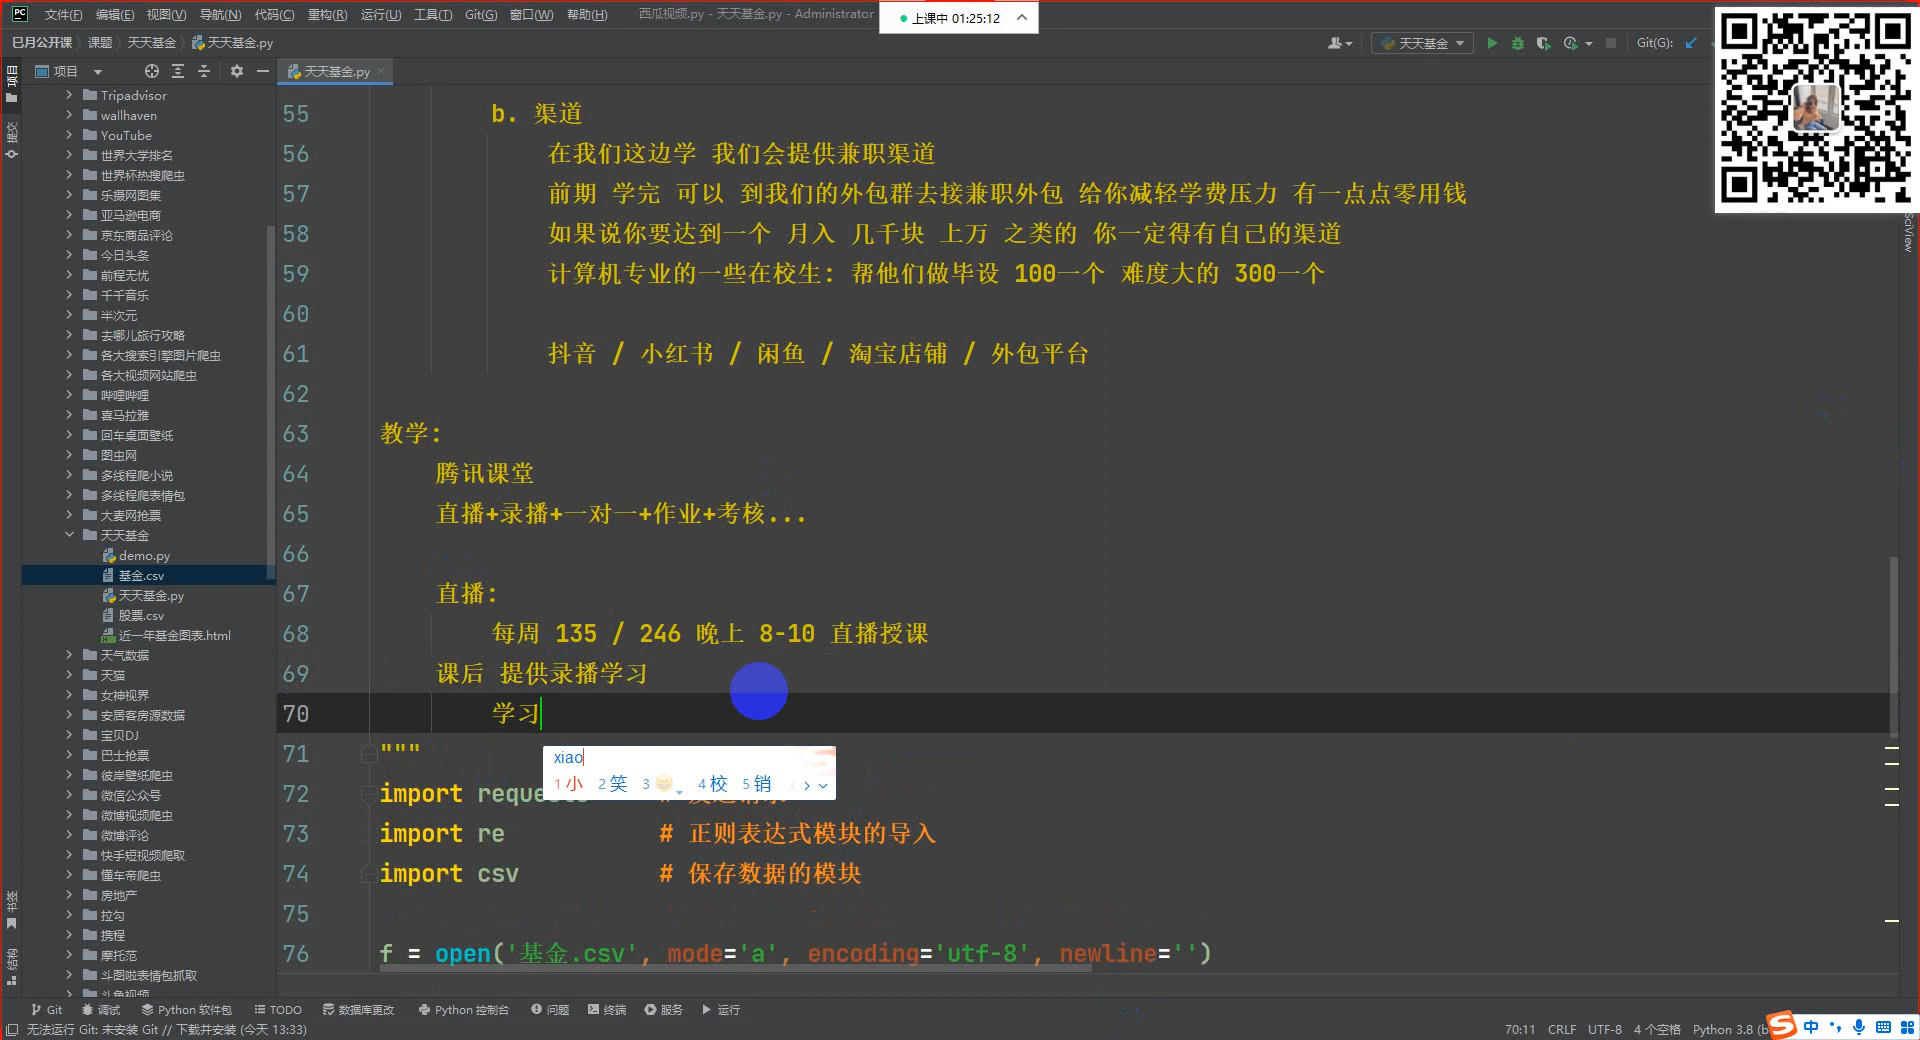 文件(F) 编辑(E) 视图(V) 导航(N) 代码(C) 重构(R) 运行(U) 工具(T) Git(G) 窗口(W) 帮助(H) 西瓜视频.py - 天天基金.py - Administrator
上课中 01:25:12
巳月公开课 课题 天天基金 天天基金.py
天天基金
Git(G):
项目
天天基金.py
项目
提交
书签
结构
SciView
Tripadvisor
wallhaven
YouTube
世界大学排名
世界杯热搜爬虫
乐摄网图集
亚马逊电商
京东商品评论
今日头条
前程无忧
千千音乐
半次元
去哪儿旅行攻略
各大搜索引擎图片爬虫
各大视频网站爬虫
哔哩哔哩
喜马拉雅
回车桌面壁纸
图虫网
多线程爬小说
多线程爬表情包
大麦网抢票
天天基金
demo.py
基金.csv
天天基金.py
股票.csv
近一年基金图表.html
天气数据
天猫
女神视界
安居客房源数据
宝贝DJ
巴士抢票
彼岸壁纸爬虫
微信公众号
微博视频爬虫
微博评论
快手短视频爬取
懂车帝爬虫
房地产
拉勾
携程
摩托范
斗图啦表情包抓取
斗鱼视频
55 b. 渠道
56 在我们这边学 我们会提供兼职渠道
57 前期 学完 可以 到我们的外包群去接兼职外包 给你减轻学费压力 有一点点零用钱
58 如果说你要达到一个 月入 几千块 上万 之类的 你一定得有自己的渠道
59 计算机专业的一些在校生: 帮他们做毕设 100一个 难度大的 300一个
60
61 抖音 / 小红书 / 闲鱼 / 淘宝店铺 / 外包平台
62
63 教学:
64 腾讯课堂
65 直播+录播+一对一+作业+考核...
66
67 直播:
68 每周 135 / 246 晚上 8-10 直播授课
69 课后 提供录播学习
70 学习
71 """
xiao
1 小 2 笑 3 4 校 5 销
72 import requests
73 import re # 正则表达式模块的导入
74 import csv # 保存数据的模块
75
76 f = open('基金.csv', mode='a', encoding='utf-8', newline='')
Git 调试 Python 软件包 TODO 数据库更改 Python 控制台 问题 终端 服务 运行
无法运行 Git: 未安装 Git // 下载并安装 (今天 13:33)
70:11 CRLF UTF-8 4 个空格 Python 3.8 (b
中